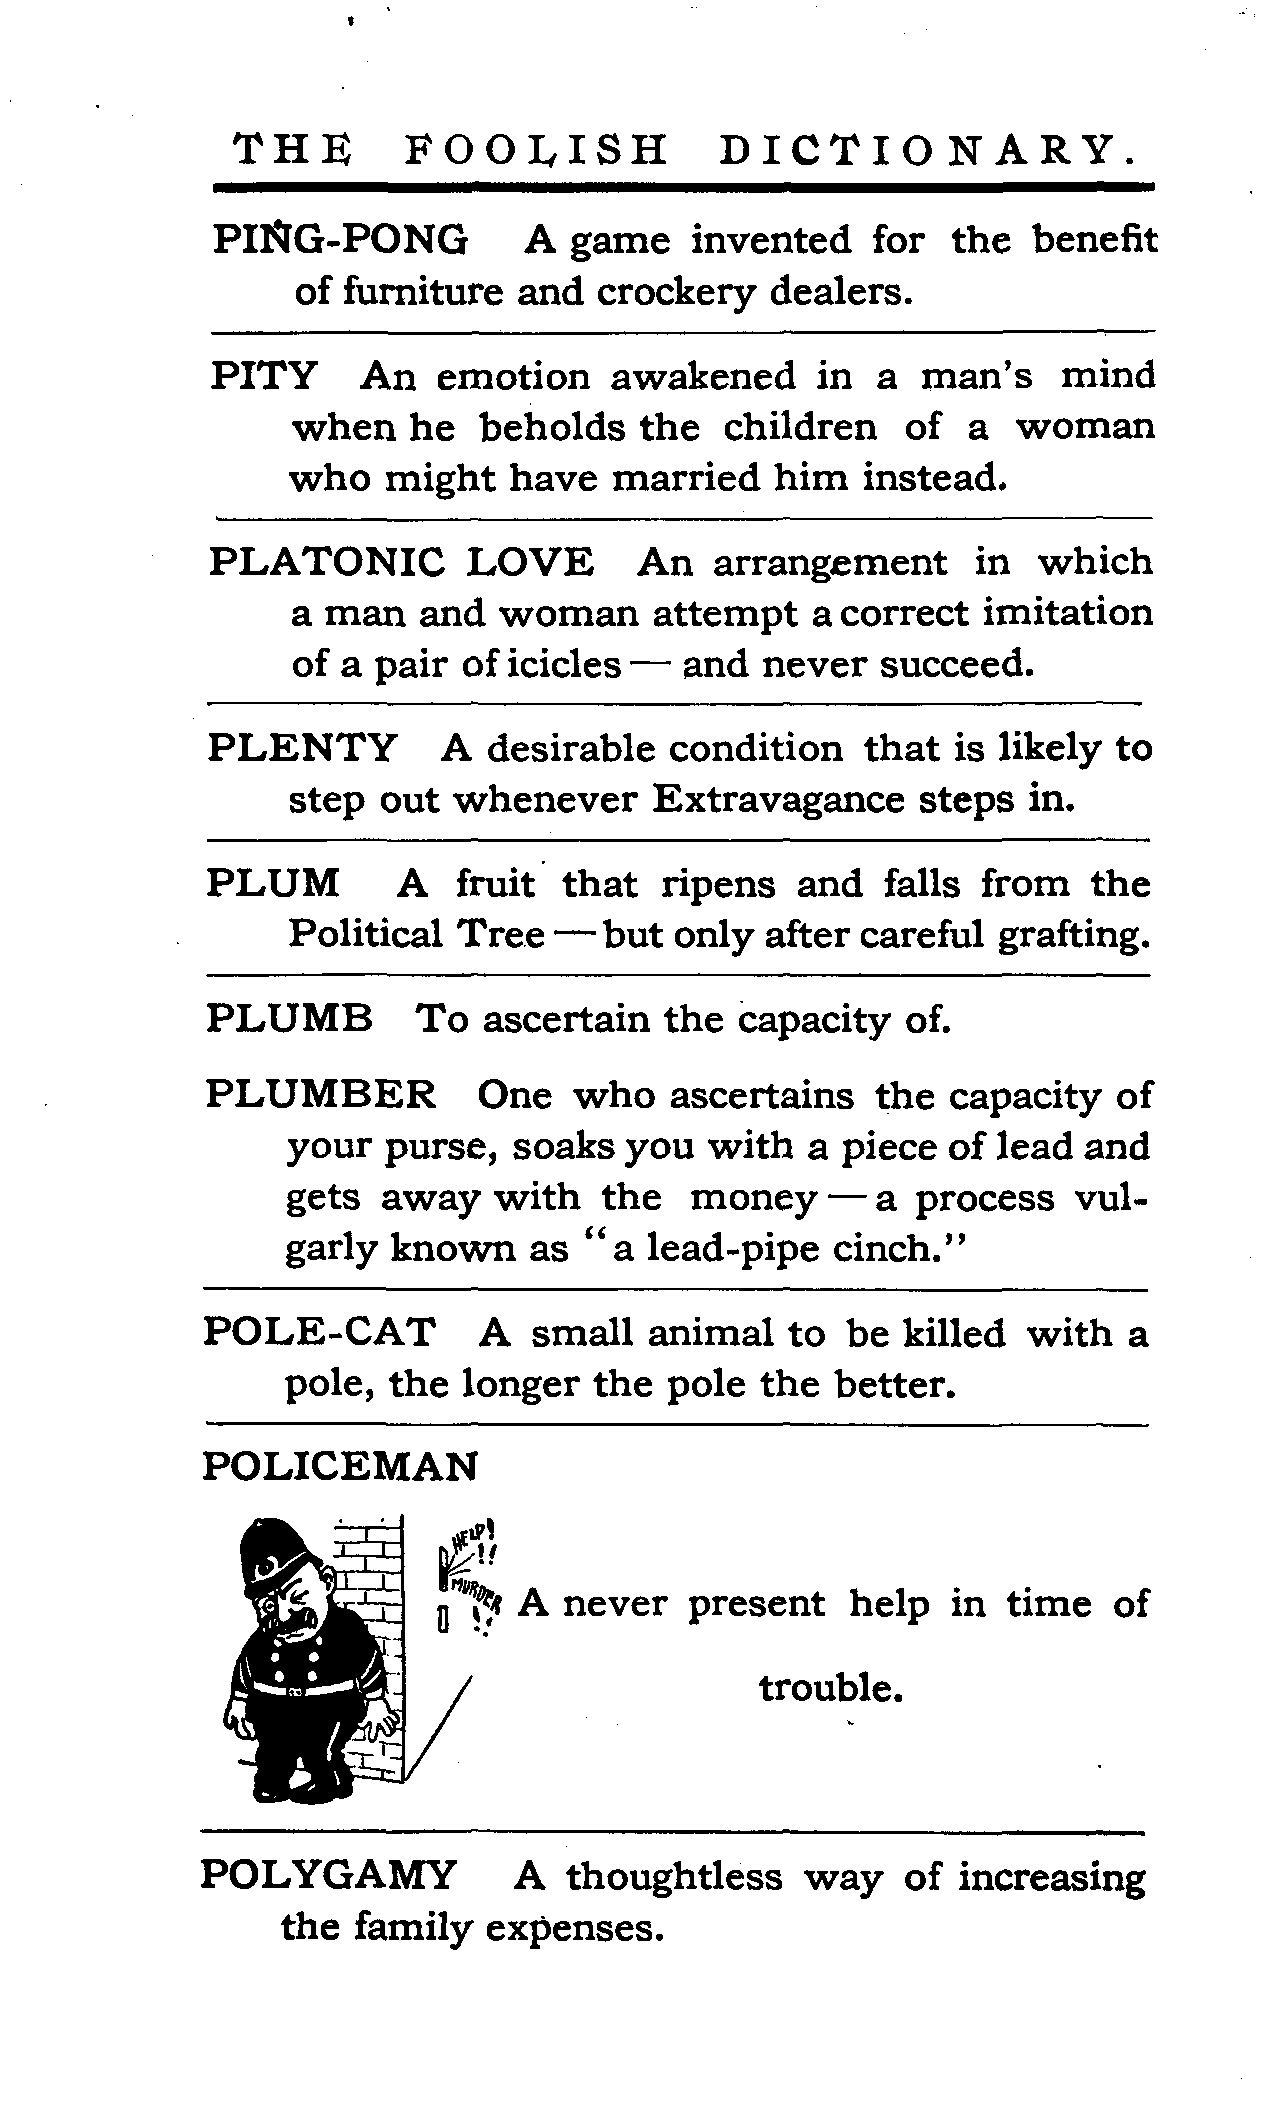 THE FOOLISH DICTIONARY.
PING-PONG A game invented for the benefit
of furniture and crockery dealers.
PITY An emotion awakened in a man's mind
when he beholds the children of a woman
who might have married him instead.
PLATONIC LOVE An arrangement in which
a man and woman attempt a correct imitation
of a pair of icicles — and never succeed.
PLENTY A desirable condition that is likely to
step out whenever Extravagance steps in.
PLUM A fruit that ripens and falls from the
Political Tree — but only after careful grafting.
PLUMB To ascertain the capacity of.
PLUMBER One who ascertains the capacity of
your purse, soaks you with a piece of lead and
gets away with the money — a process vul-
garly known as "a lead-pipe cinch."
POLE-CAT A small animal to be killed with a
pole, the longer the pole the better.
POLICEMAN
HELP!
!!
MURDER
!!
A never present help in time of
trouble.
POLYGAMY A thoughtless way of increasing
the family expenses.